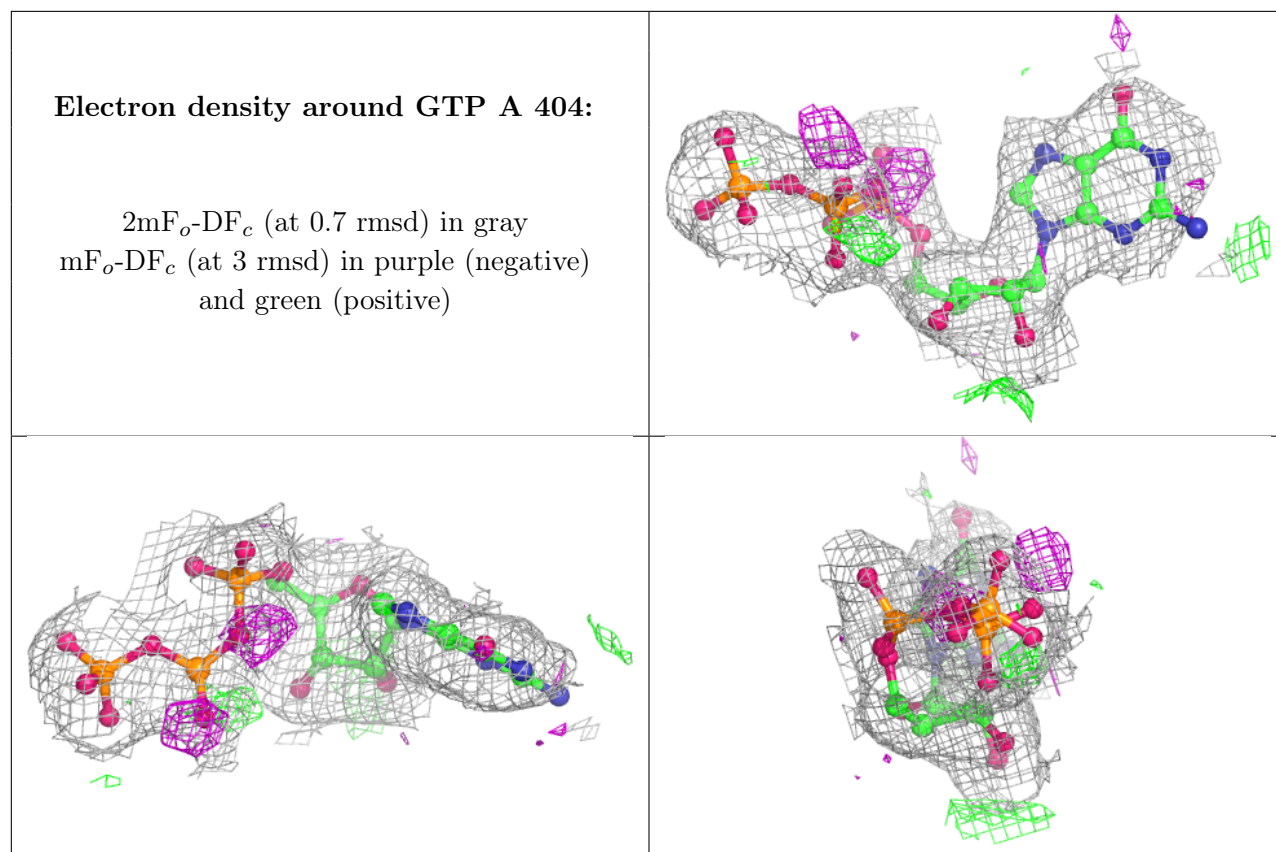 Electron density around GTP A 404:
2mFo-DFc (at 0.7 rmsd) in gray
mFo-DFc (at 3 rmsd) in purple (negative)
and green (positive)